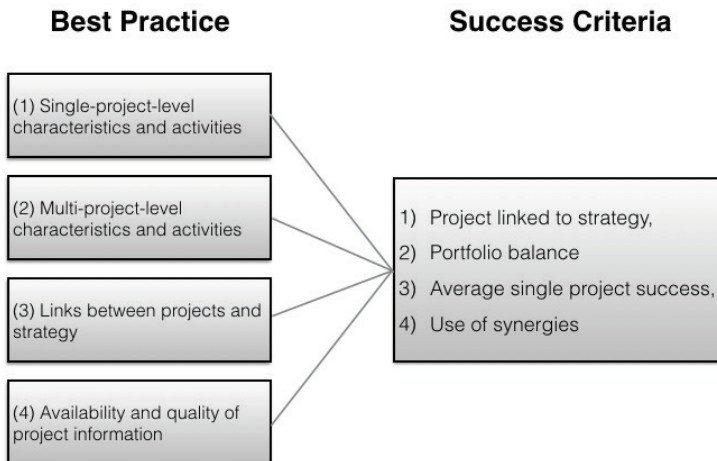 Best Practice
Success Criteria
(1) Single-project-level
characteristics and activities
(2) Multi-project-level
characteristics and activities
(3) Links between projects and
strategy
(4) Availability and quality of
project information
1) Project linked to strategy,
2) Portfolio balance
3) Average single project success,
4) Use of synergies